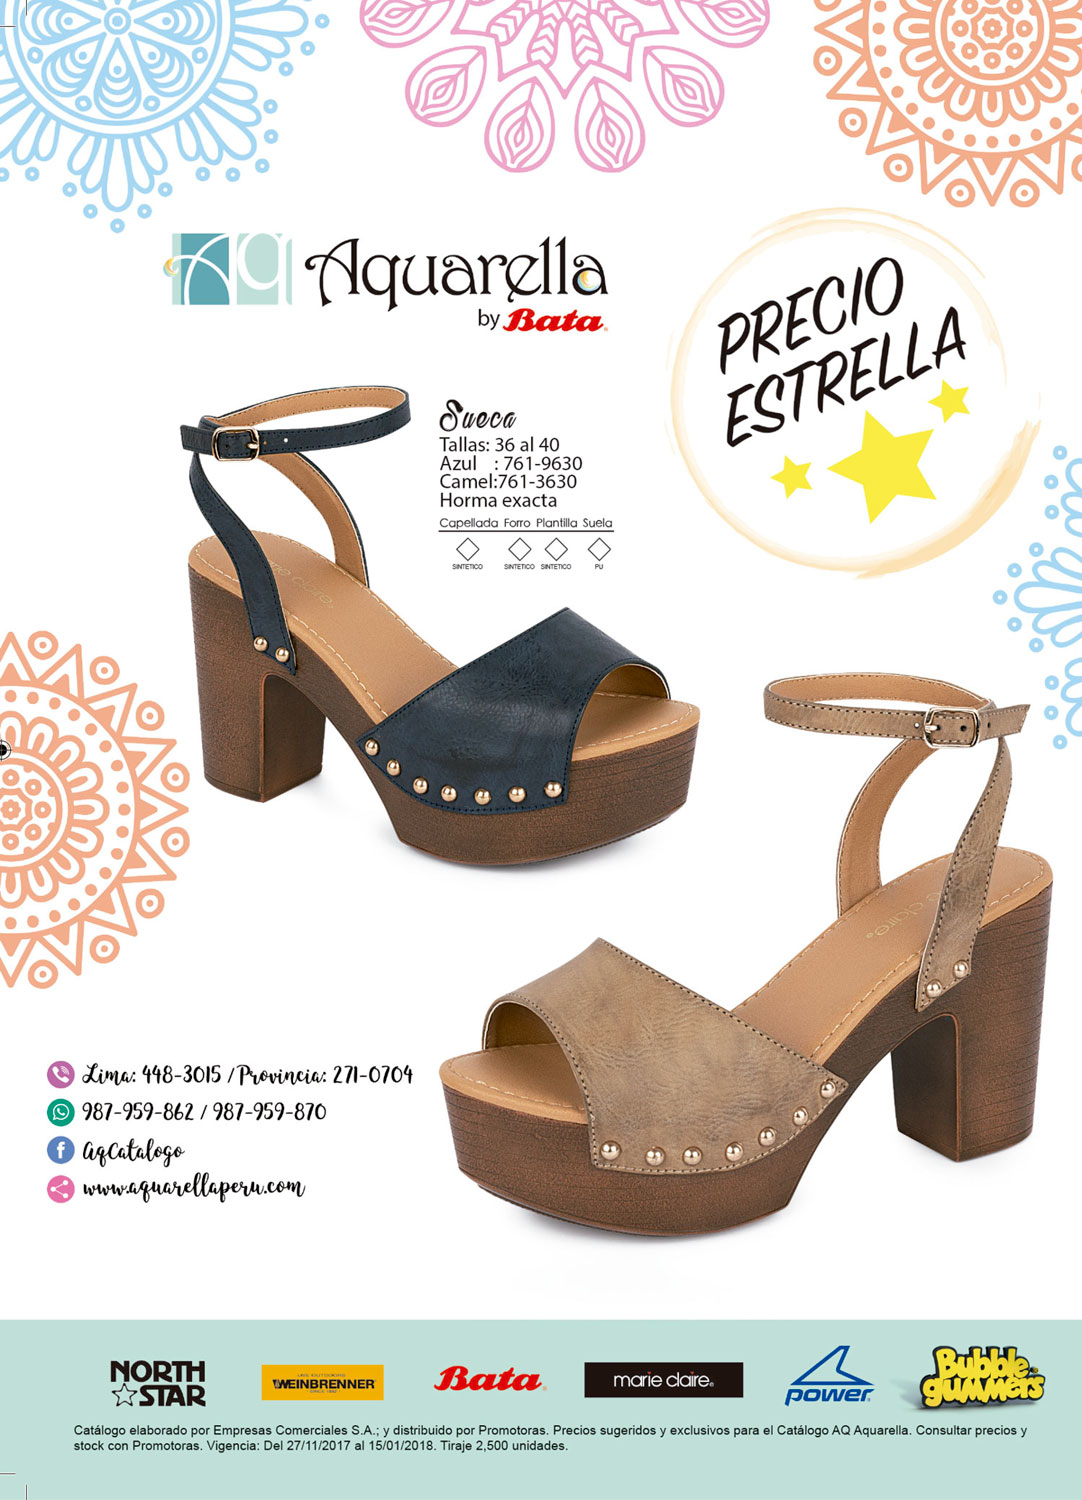 Aquarella
by Bata
PRECIO
ESTRELLA
Sueca
Tallas: 36 al 40
Azul : 761-9630
Camel:761-3630
Horma exacta
Capellada Forro Plantilla Suela
SINTETICO SINTETICO SINTETICO PU
claire.
claire.
Lima: 448-3015 / Provincia: 271-0704
987-959-862 / 987-959-870
AqCatalogo
www.aquarellaperu.com
NORTH
STAR
WEINBRENNER
Bata
marie claire
power
Bubble
gummers
Catálogo elaborado por Empresas Comerciales S.A.; y distribuido por Promotoras. Precios sugeridos y exclusivos para el Catálogo AQ Aquarella. Consultar precios y
stock con Promotoras. Vigencia: Del 27/11/2017 al 15/01/2018. Tiraje 2,500 unidades.